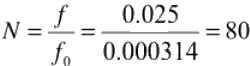 N = f / f₀ = 0.025 / 0.000314 = 80